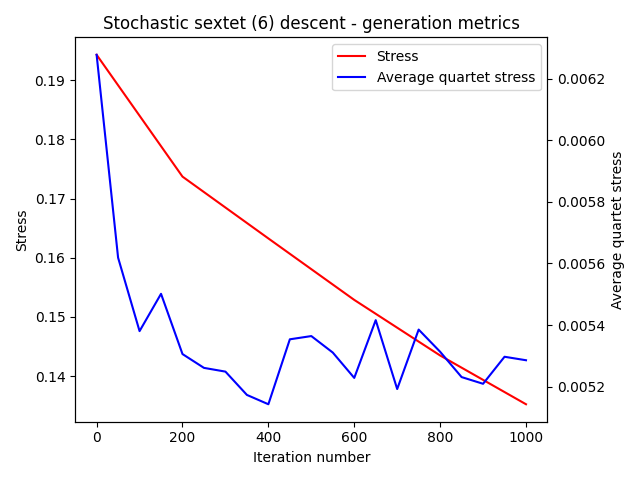 Stochastic sextet (6) descent - generation metrics
Stress
Average quartet stress
0.19
0.18
0.17
0.16
0.15
0.14
Stress
0.0062
0.0060
0.0058
0.0056
0.0054
0.0052
Average quartet stress
0 200 400 600 800 1000
Iteration number